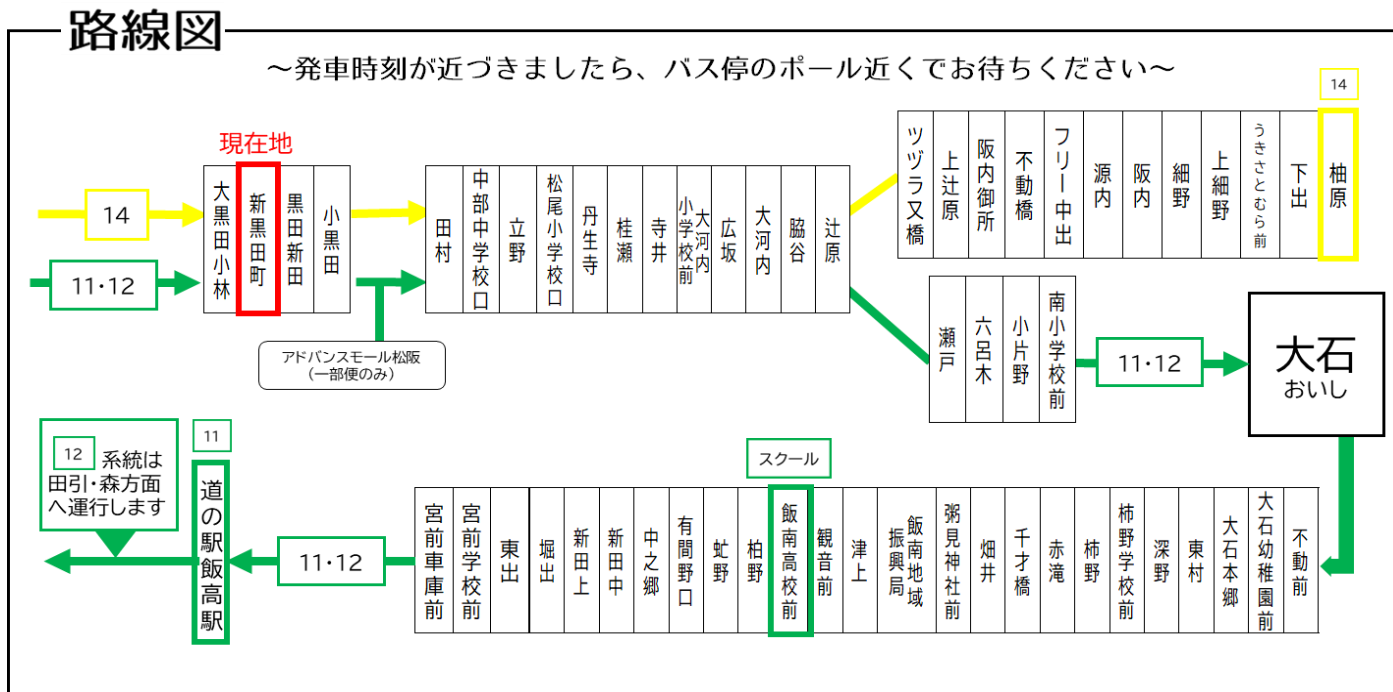 路線図
～発車時刻が近づきましたら、バス停のポール近くでお待ちください～
14
現在地
14
11・12
大黒田小林
新黒田町
黒田新田
小黒田
アドバンスモール松阪
（一部便のみ）
田村
中部中学校口
立野
松尾小学校口
丹生寺
桂瀬
寺井
大河内
小学校前
広坂
大河内
脇谷
辻原
ツヅラ又橋
上辻原
阪内御所
不動橋
フリー中出
源内
阪内
細野
上細野
うきさとむら前
下出
柚原
瀬戸
六呂木
小片野
南小学校前
11・12
大石
おいし
不動前
大石幼稚園前
大石本郷
東村
深野
柿野学校前
柿野
赤滝
千才橋
畑井
粥見神社前
飯南地域
振興局
津上
観音前
スクール
飯南高校前
柏野
虻野
有間野口
中之郷
新田中
新田上
堀出
東出
宮前学校前
宮前車庫前
11・12
11
道の駅飯高駅
12 系統は
田引・森方面
へ運行します